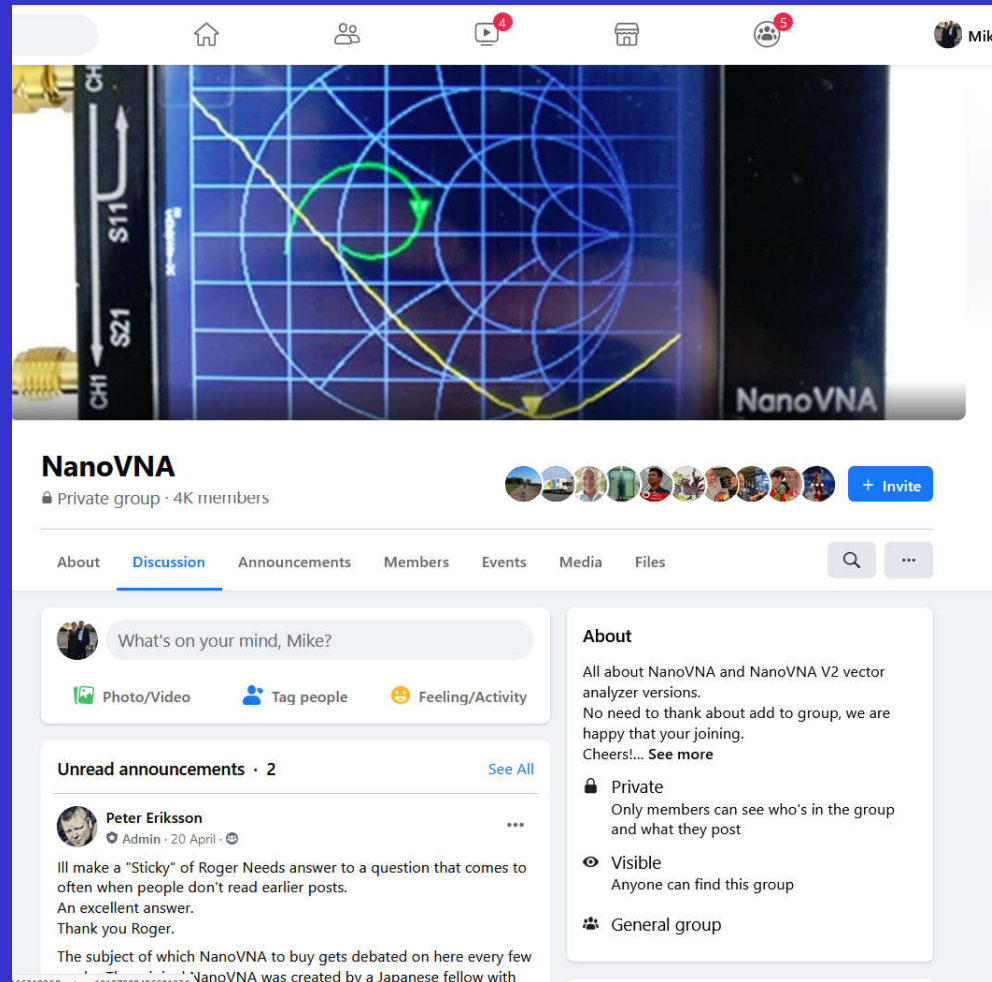 4
5
Mik
CH
S11
S21
CH1
NanoVNA
NanoVNA
Private group · 4K members
+ Invite
About
Discussion
Announcements
Members
Events
Media
Files
What's on your mind, Mike?
Photo/Video
Tag people
Feeling/Activity
Unread announcements · 2
See All
Peter Eriksson
Admin · 20 April ·
Ill make a "Sticky" of Roger Needs answer to a question that comes to
often when people don't read earlier posts.
An excellent answer.
Thank you Roger.
The subject of which NanoVNA to buy gets debated on here every few
NanoVNA was created by a Japanese fellow with
About
All about NanoVNA and NanoVNA V2 vector
analyzer versions.
No need to thank about add to group, we are
happy that your joining.
Cheers!... See more
Private
Only members can see who's in the group
and what they post
Visible
Anyone can find this group
General group